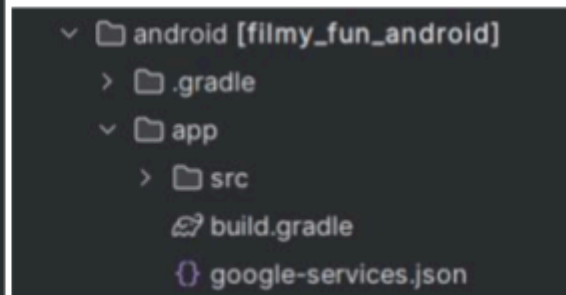 android [filmy_fun_android]
.gradle
app
src
build.gradle
google-services.json